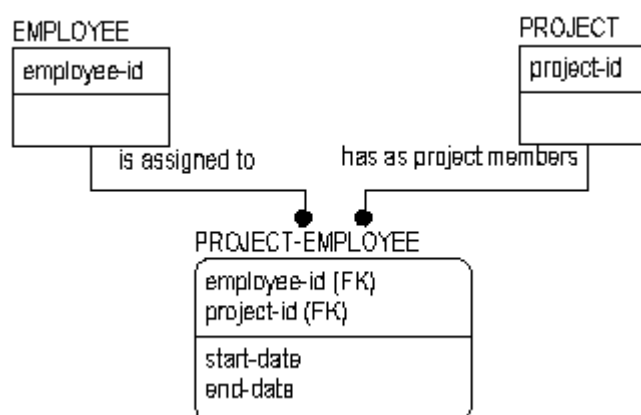 EMPLOYEE
employee-id
PROJECT
project-id
is assigned to
has as project members
PROJECT-EMPLOYEE
employee-id (FK)
project-id (FK)
start-date
end-date